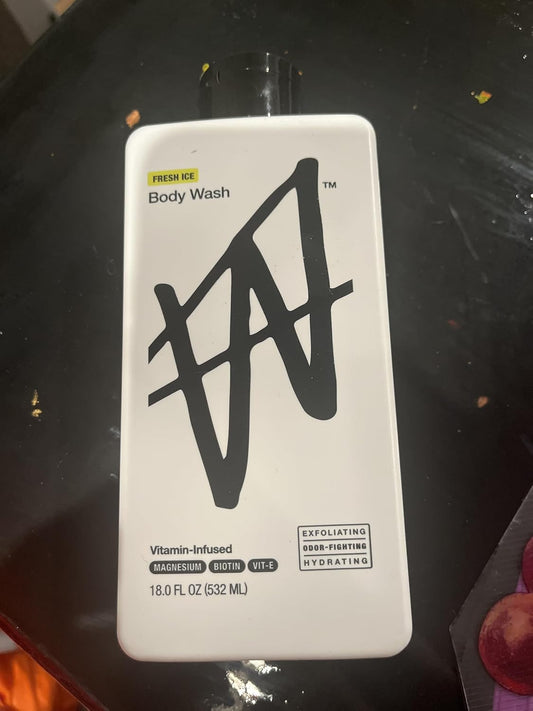 FRESH ICE
Body Wash
W™
Vitamin-Infused
MAGNESIUM BIOTIN VIT-E
18.0 FL OZ (532 ML)
EXFOLIATING
ODOR-FIGHTING
HYDRATING